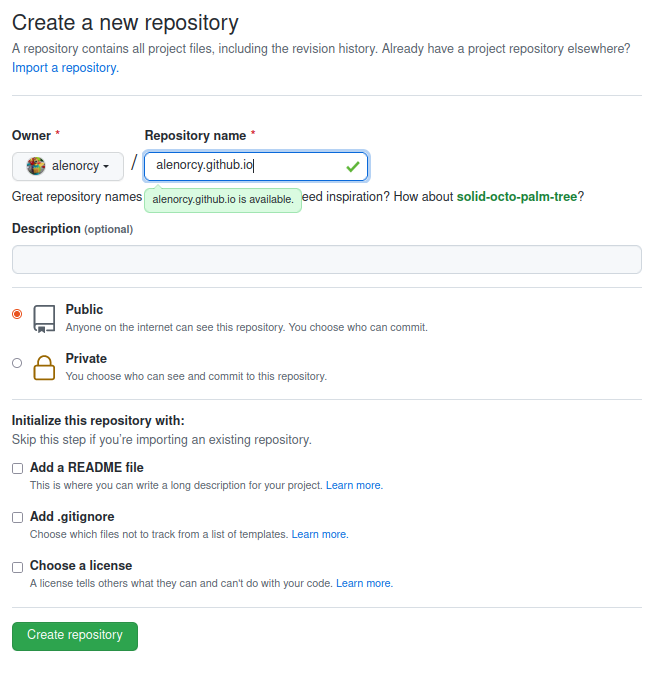 Create a new repository
A repository contains all project files, including the revision history. Already have a project repository elsewhere?
Import a repository.
Owner * Repository name *
alenorcy / alenorcy.github.io
Great repository names eed inspiration? How about solid-octo-palm-tree?
alenorcy.github.io is available.
Description (optional)
Public
Anyone on the internet can see this repository. You choose who can commit.
Private
You choose who can see and commit to this repository.
Initialize this repository with:
Skip this step if you’re importing an existing repository.
Add a README file
This is where you can write a long description for your project. Learn more.
Add .gitignore
Choose which files not to track from a list of templates. Learn more.
Choose a license
A license tells others what they can and can't do with your code. Learn more.
Create repository